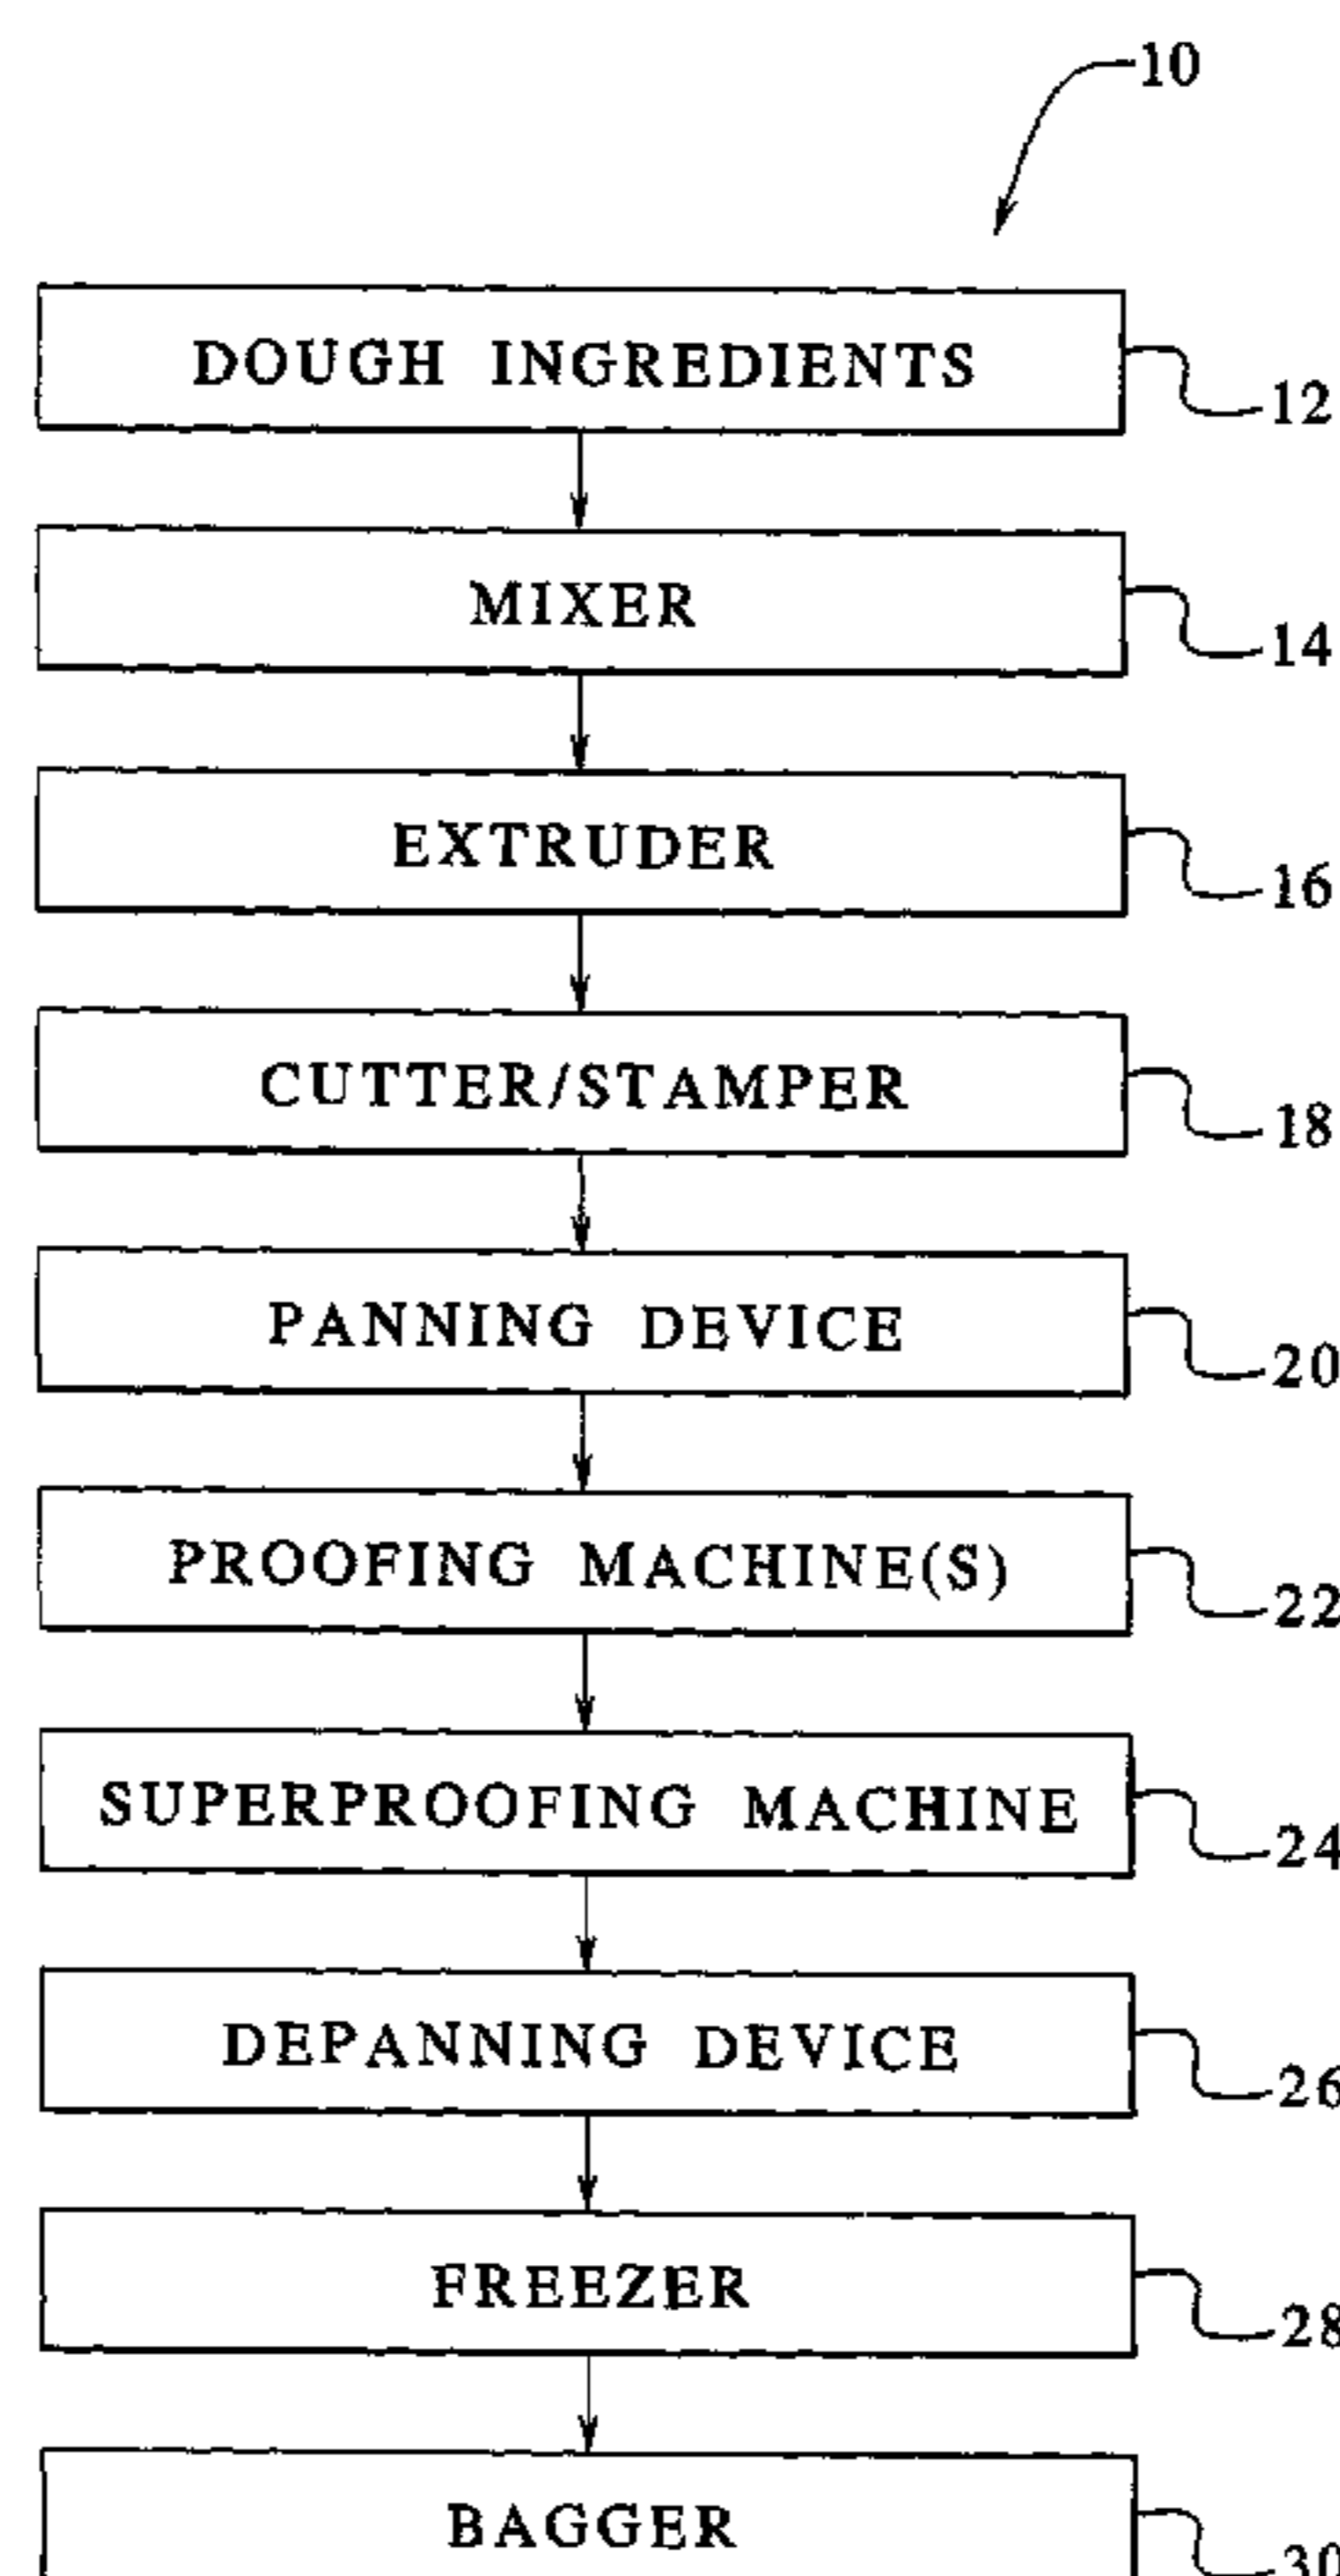 10
DOUGH INGREDIENTS
12
MIXER
14
EXTRUDER
16
CUTTER/STAMPER
18
PANNING DEVICE
20
PROOFING MACHINE(S)
22
SUPERPROOFING MACHINE
24
DEPANNING DEVICE
26
FREEZER
28
BAGGER
30